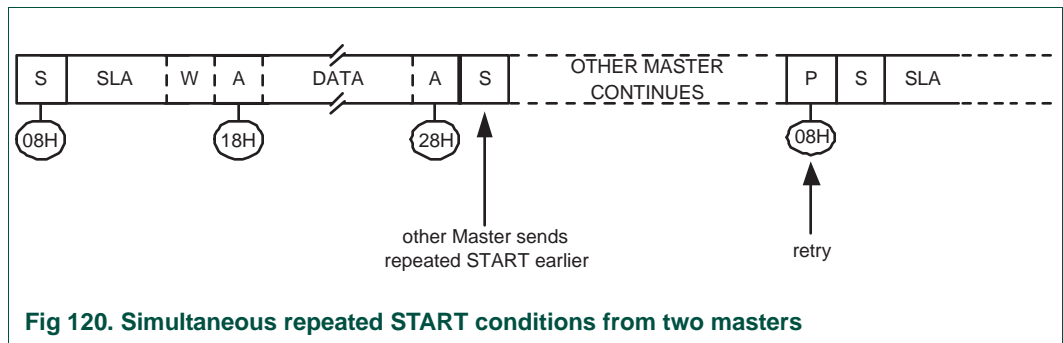 S SLA W A DATA A S OTHER MASTER CONTINUES P S SLA
08H 18H 28H 08H
other Master sends
repeated START earlier
retry
Fig 120. Simultaneous repeated START conditions from two masters